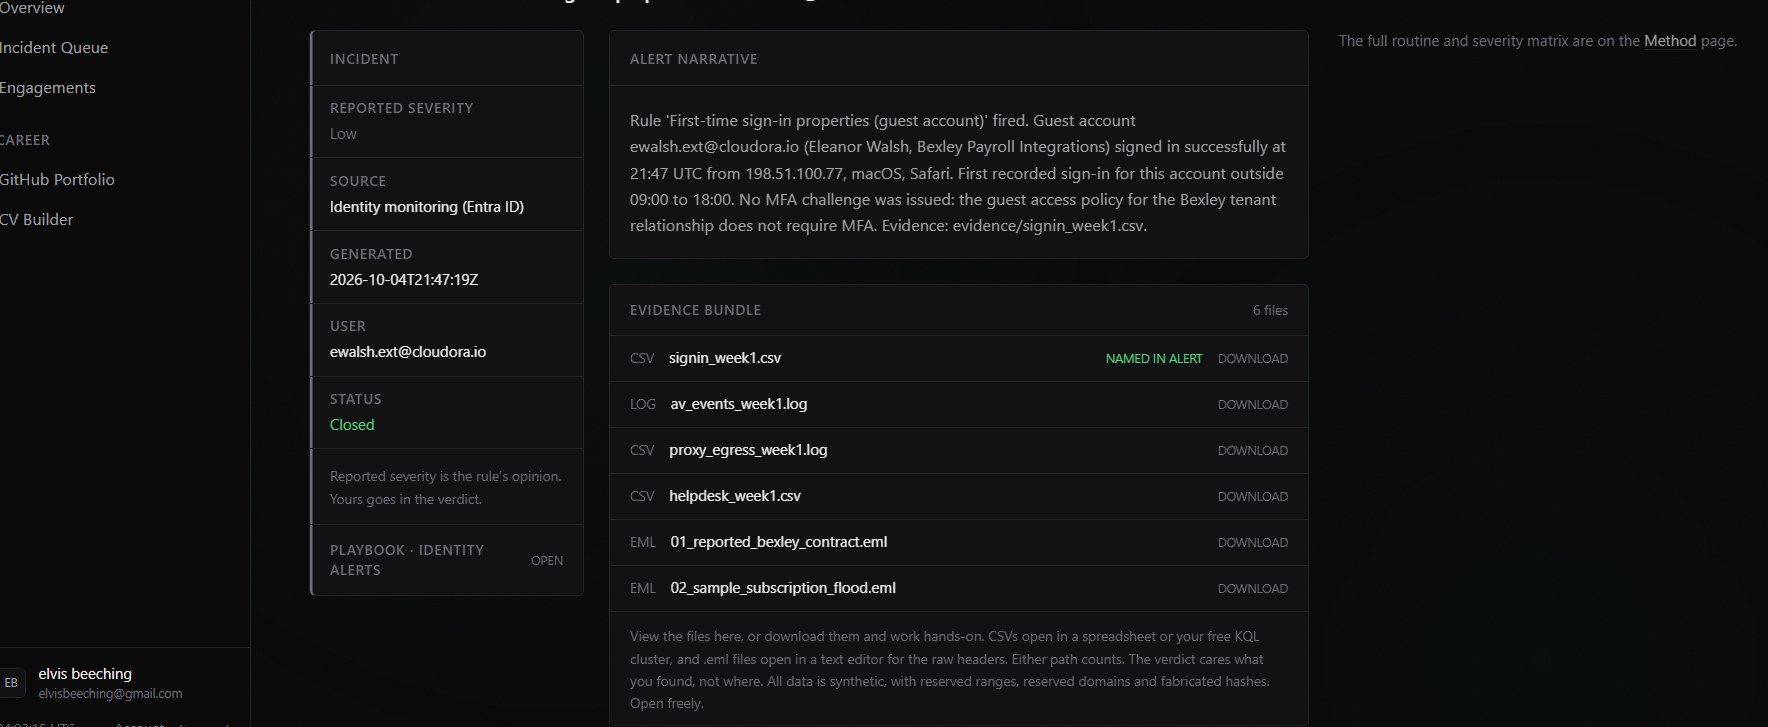 Overview
Incident Queue
Engagements
CAREER
GitHub Portfolio
CV Builder
EB
elvis beeching
elvisbeeching@gmail.com
INCIDENT
REPORTED SEVERITY
Low
SOURCE
Identity monitoring (Entra ID)
GENERATED
2026-10-04T21:47:19Z
USER
ewalsh.ext@cloudora.io
STATUS
Closed
Reported severity is the rule's opinion.
Yours goes in the verdict.
PLAYBOOK · IDENTITY
ALERTS
OPEN
ALERT NARRATIVE
Rule 'First-time sign-in properties (guest account)' fired. Guest account
ewalsh.ext@cloudora.io (Eleanor Walsh, Bexley Payroll Integrations) signed in successfully at
21:47 UTC from 198.51.100.77, macOS, Safari. First recorded sign-in for this account outside
09:00 to 18:00. No MFA challenge was issued: the guest access policy for the Bexley tenant
relationship does not require MFA. Evidence: evidence/signin_week1.csv.
EVIDENCE BUNDLE 6 files
CSV signin_week1.csv NAMED IN ALERT DOWNLOAD
LOG av_events_week1.log DOWNLOAD
CSV proxy_egress_week1.log DOWNLOAD
CSV helpdesk_week1.csv DOWNLOAD
EML 01_reported_bexley_contract.eml DOWNLOAD
EML 02_sample_subscription_flood.eml DOWNLOAD
View the files here, or download them and work hands-on. CSVs open in a spreadsheet or your free KQL
cluster, and .eml files open in a text editor for the raw headers. Either path counts. The verdict cares what
you found, not where. All data is synthetic, with reserved ranges, reserved domains and fabricated hashes.
Open freely.
The full routine and severity matrix are on the Method page.